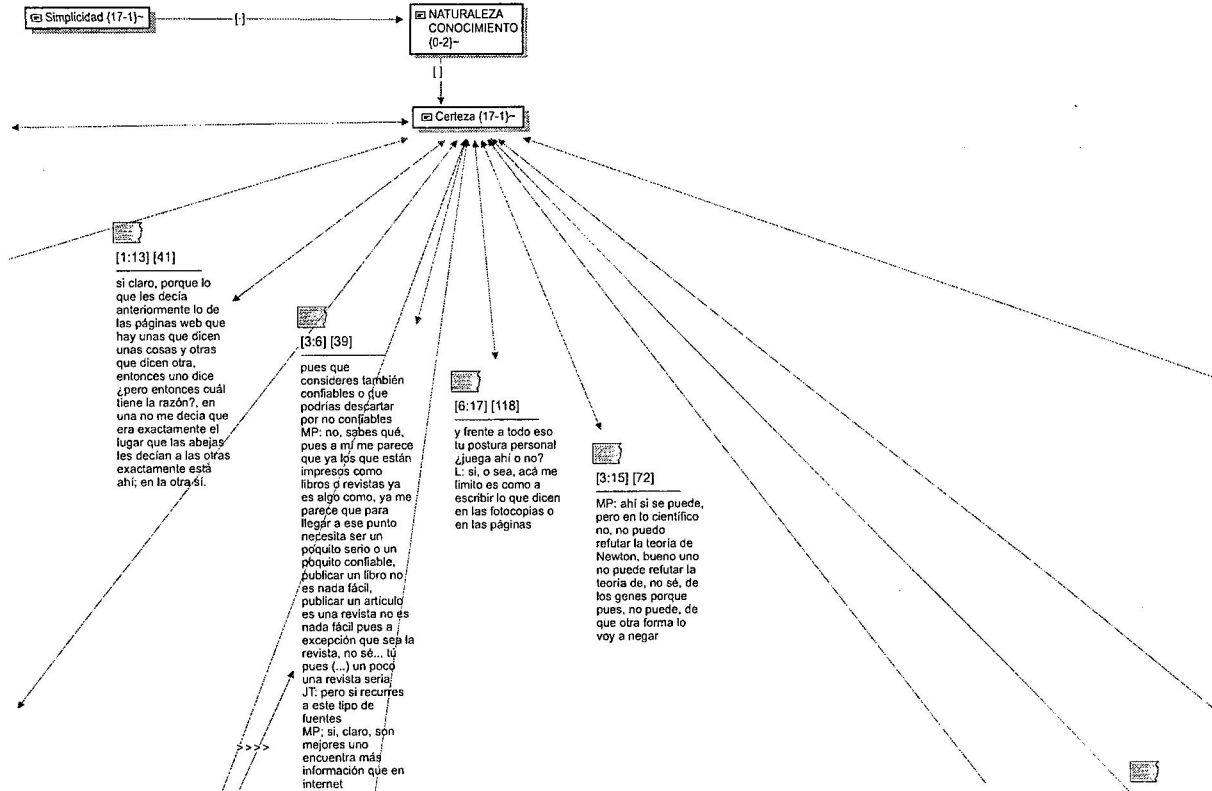 Simplicidad {17-1}~
[·]
NATURALEZA
CONOCIMIENTO
{0-2}~
[ ]
Certeza {17-1}~
[1:13] [41]
si claro, porque lo
que les decía
anteriormente lo de
las páginas web que
hay unas que dicen
unas cosas y otras
que dicen otra,
entonces uno dice
¿pero entonces cuál
tiene la razón?, en
una no me decía que
era exactamente el
lugar que las abejas
les decían a las otras
exactamente está
ahí; en la otra sí.
[3:6] [39]
pues que
consideres también
confiables o que
podrías descartar
por no confiables
MP: no, sabes qué,
pues a mí me parece
que ya los que están
impresos como
libros o revistas ya
es algo como, ya me
parece que para
llegar a ese punto
necesita ser un
poquito serio o un
poquito confiable,
publicar un libro no
es nada fácil,
publicar un artículo
es una revista no es
nada fácil pues a
excepción que sea la
revista, no sé... tú
pues (...) un poco
una revista seria
JT: pero si recurres
a este tipo de
fuentes
MP; si, claro, son
mejores uno
encuentra más
información que en
internet
>>>>
[6:17] [118]
y frente a todo eso
tu postura personal
¿juega ahí o no?
L: si, o sea, acá me
limito es como a
escribir lo que dicen
en las fotocopias o
en las páginas
[3:15] [72]
MP: ahí si se puede,
pero en lo científico
no, no puedo
refutar la teoría de
Newton, bueno uno
no puede refutar la
teoría de, no sé, de
los genes porque
pues, no puede, de
que otra forma lo
voy a negar